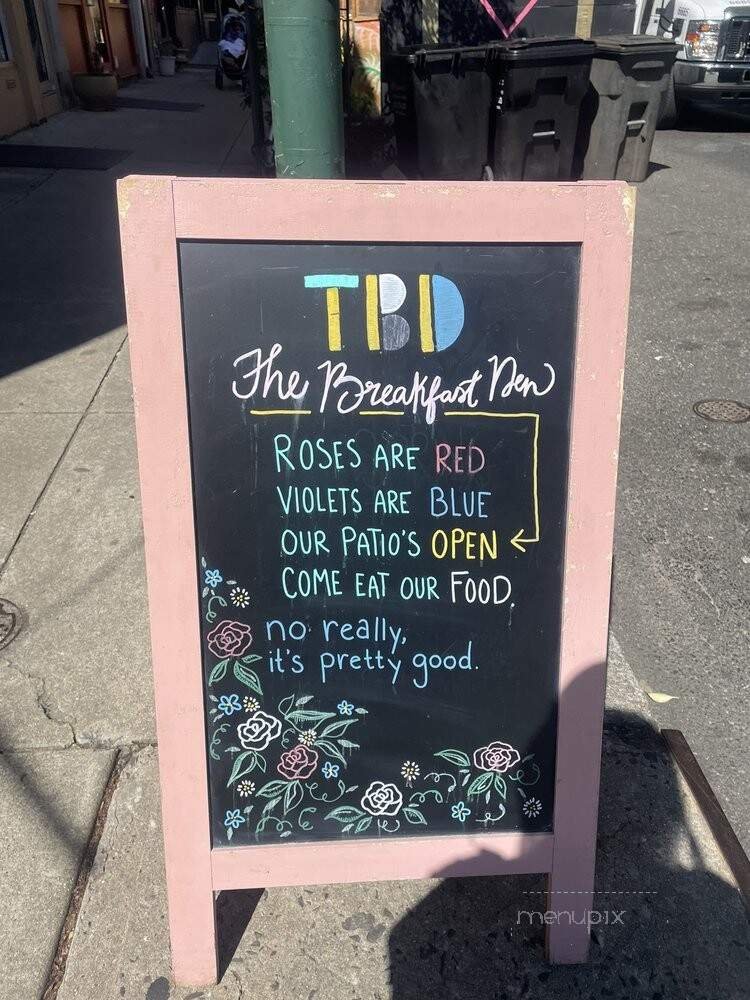 TBD
The Breakfast Den
ROSES ARE RED
VIOLETS ARE BLUE
OUR PATIO'S OPEN
COME EAT OUR FOOD.
no really,
it's pretty good.
menupix